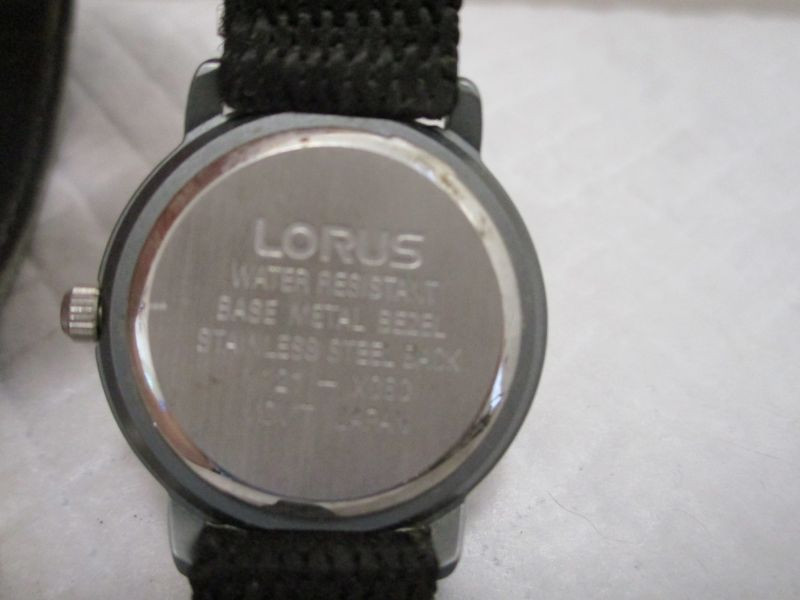 LORUS
WATER RESISTANT
BASE METAL BEZEL
STAINLESS STEEL BACK
JAPAN